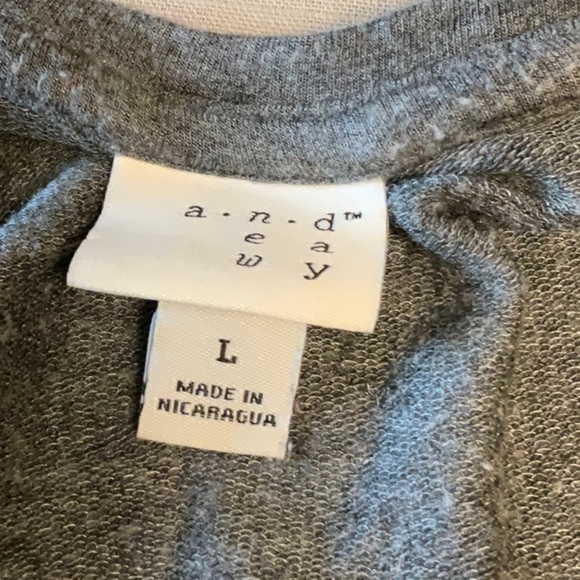 a · n · d™
e a
w y
L
MADE IN
NICARAGUA